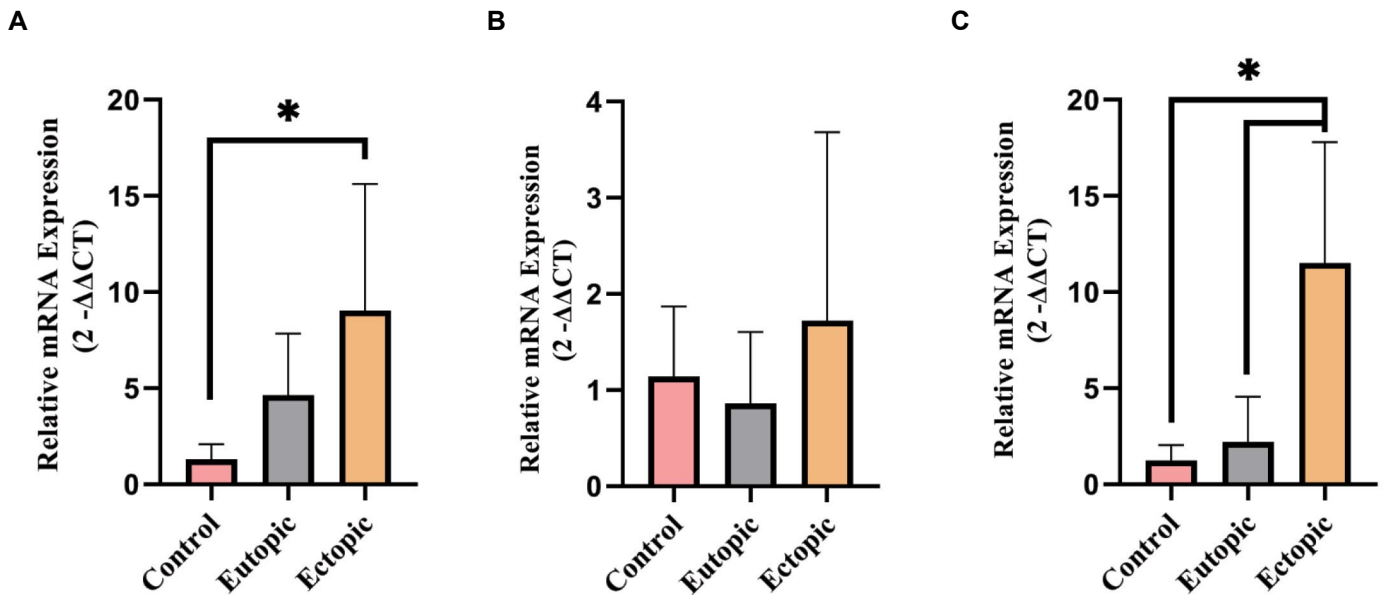 A
B
C
Relative mRNA Expression
(2 -ΔΔCT)
20
15
10
5
0
*
Control
Eutopic
Ectopic
Relative mRNA Expression
(2 -ΔΔCT)
4
3
2
1
0
Control
Eutopic
Ectopic
Relative mRNA Expression
(2 -ΔΔCT)
20
15
10
5
0
*
Control
Eutopic
Ectopic